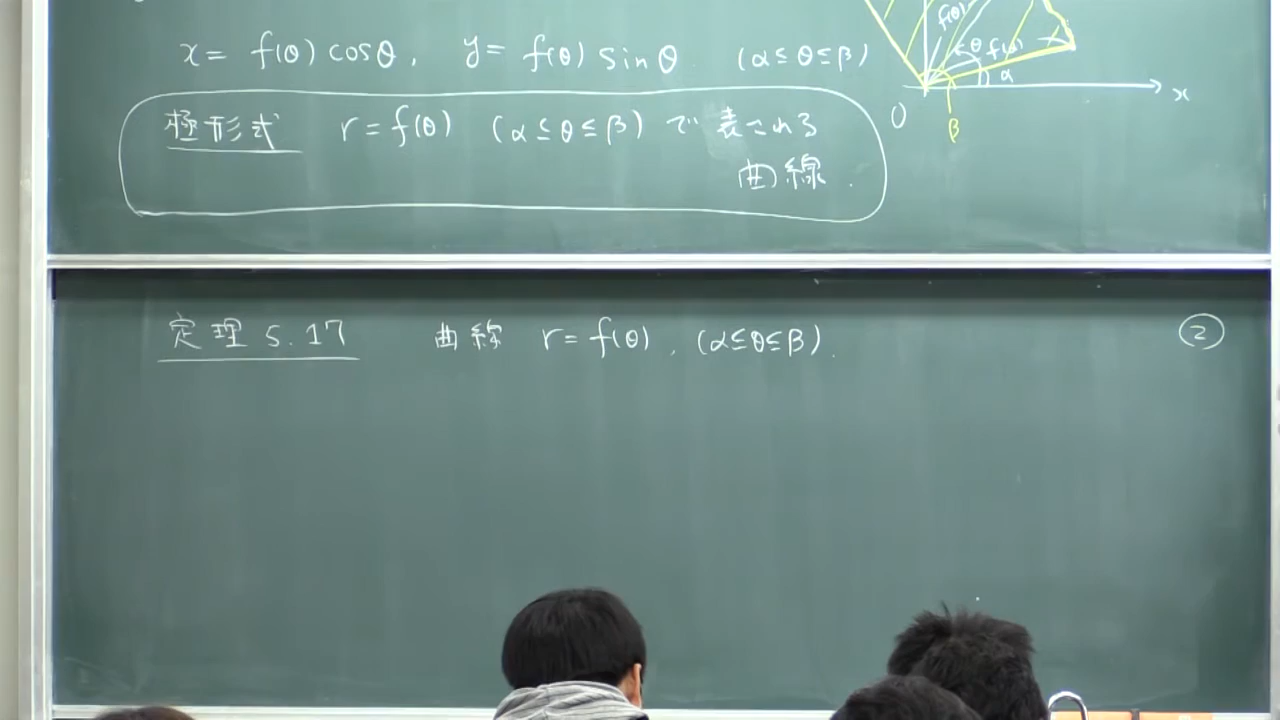 x = f(θ) cosθ, y = f(θ) sinθ (α≦θ≦β)
極形式 r = f(θ) (α≦θ≦β) で 表される
曲線.
f(θ)
θ f(α)
α
x
O
β
定理 5.17 曲線 r = f(θ), (α≦θ≦β).
②